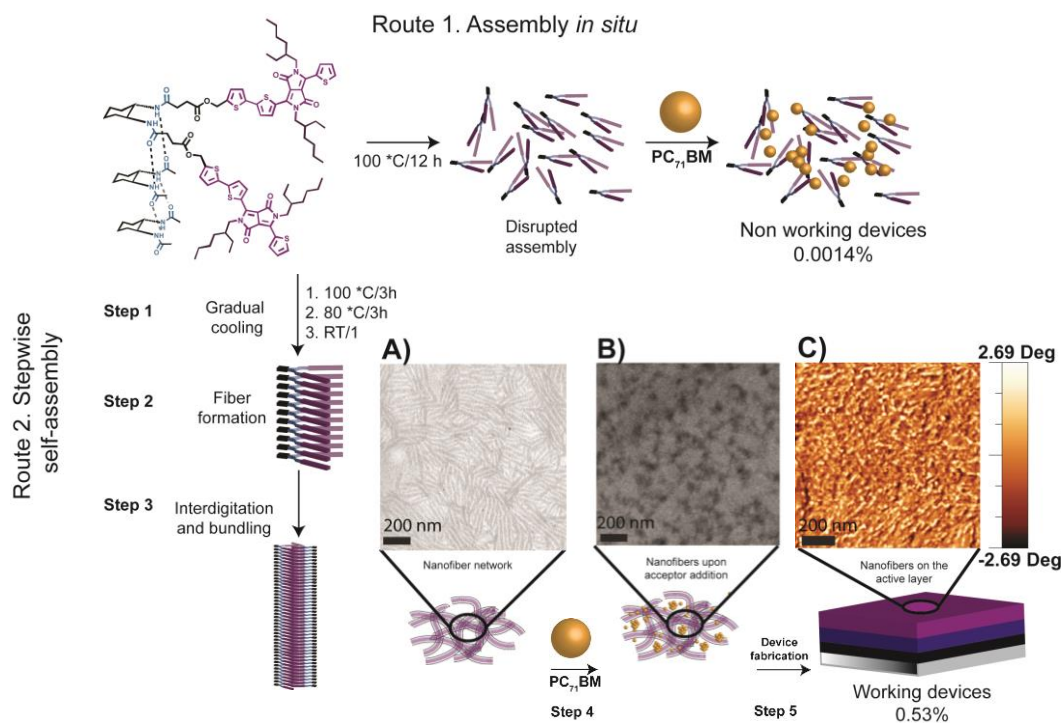 Route 1. Assembly in situ
100 *C/12 h
PC71BM
Disrupted
assembly
Non working devices
0.0014%
Route 2. Stepwise
self-assembly
Step 1
Gradual
cooling
1. 100 *C/3h
2. 80 *C/3h
3. RT/1
Step 2
Fiber
formation
Step 3
Interdigitation
and bundling
A)
200 nm
Nanofiber network
B)
200 nm
Nanofibers upon
acceptor addition
C)
200 nm
2.69 Deg
-2.69 Deg
Nanofibers on the
active layer
PC71BM
Step 4
Device
fabrication
Step 5
Working devices
0.53%